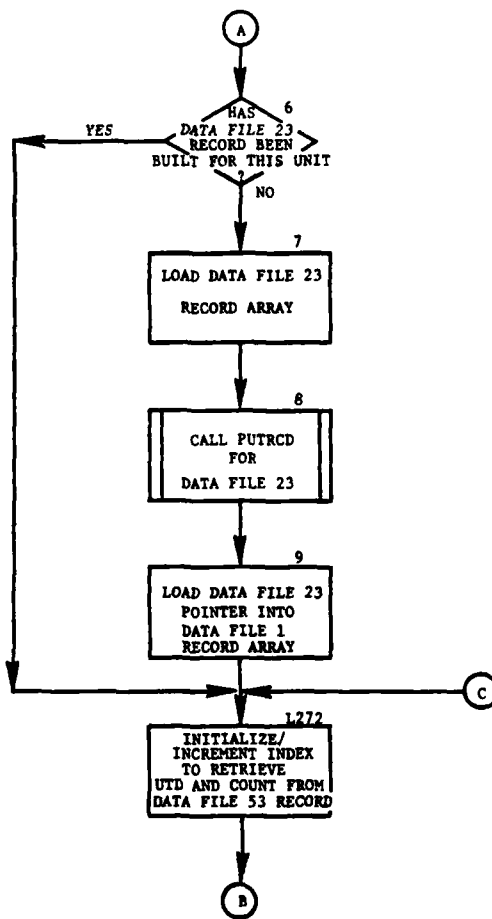 A
6
HAS
DATA FILE 23
RECORD BEEN
BUILT FOR THIS UNIT
?
YES
NO
7
LOAD DATA FILE 23
RECORD ARRAY
8
CALL PUTRCD
FOR
DATA FILE 23
9
LOAD DATA FILE 23
POINTER INTO
DATA FILE 1
RECORD ARRAY
C
L272
INITIALIZE/
INCREMENT INDEX
TO RETRIEVE
UTD AND COUNT FROM
DATA FILE 53 RECORD
B